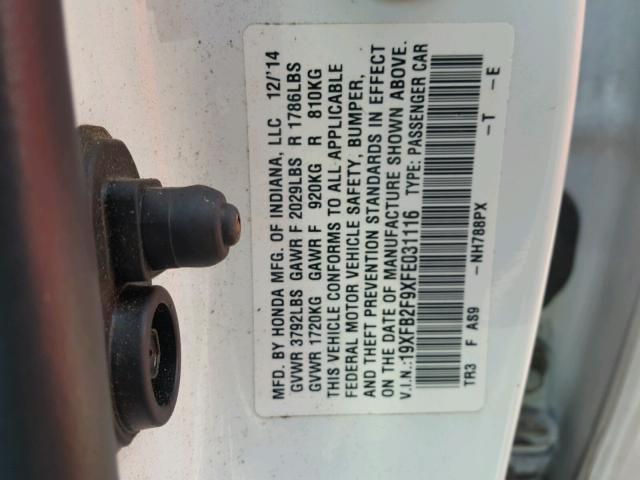 MFD. BY HONDA MFG. OF INDIANA, LLC 12/'14
GVWR 3792LBS GAWR F 2029LBS R 1786LBS
GVWR 1720KG GAWR F 920KG R 810KG
THIS VEHICLE CONFORMS TO ALL APPLICABLE
FEDERAL MOTOR VEHICLE SAFETY, BUMPER,
AND THEFT PREVENTION STANDARDS IN EFFECT
ON THE DATE OF MANUFACTURE SHOWN ABOVE.
V.I.N.:19XFB2F9XFE031116 TYPE: PASSENGER CAR
TR3 F AS9 -NH788PX -T -E